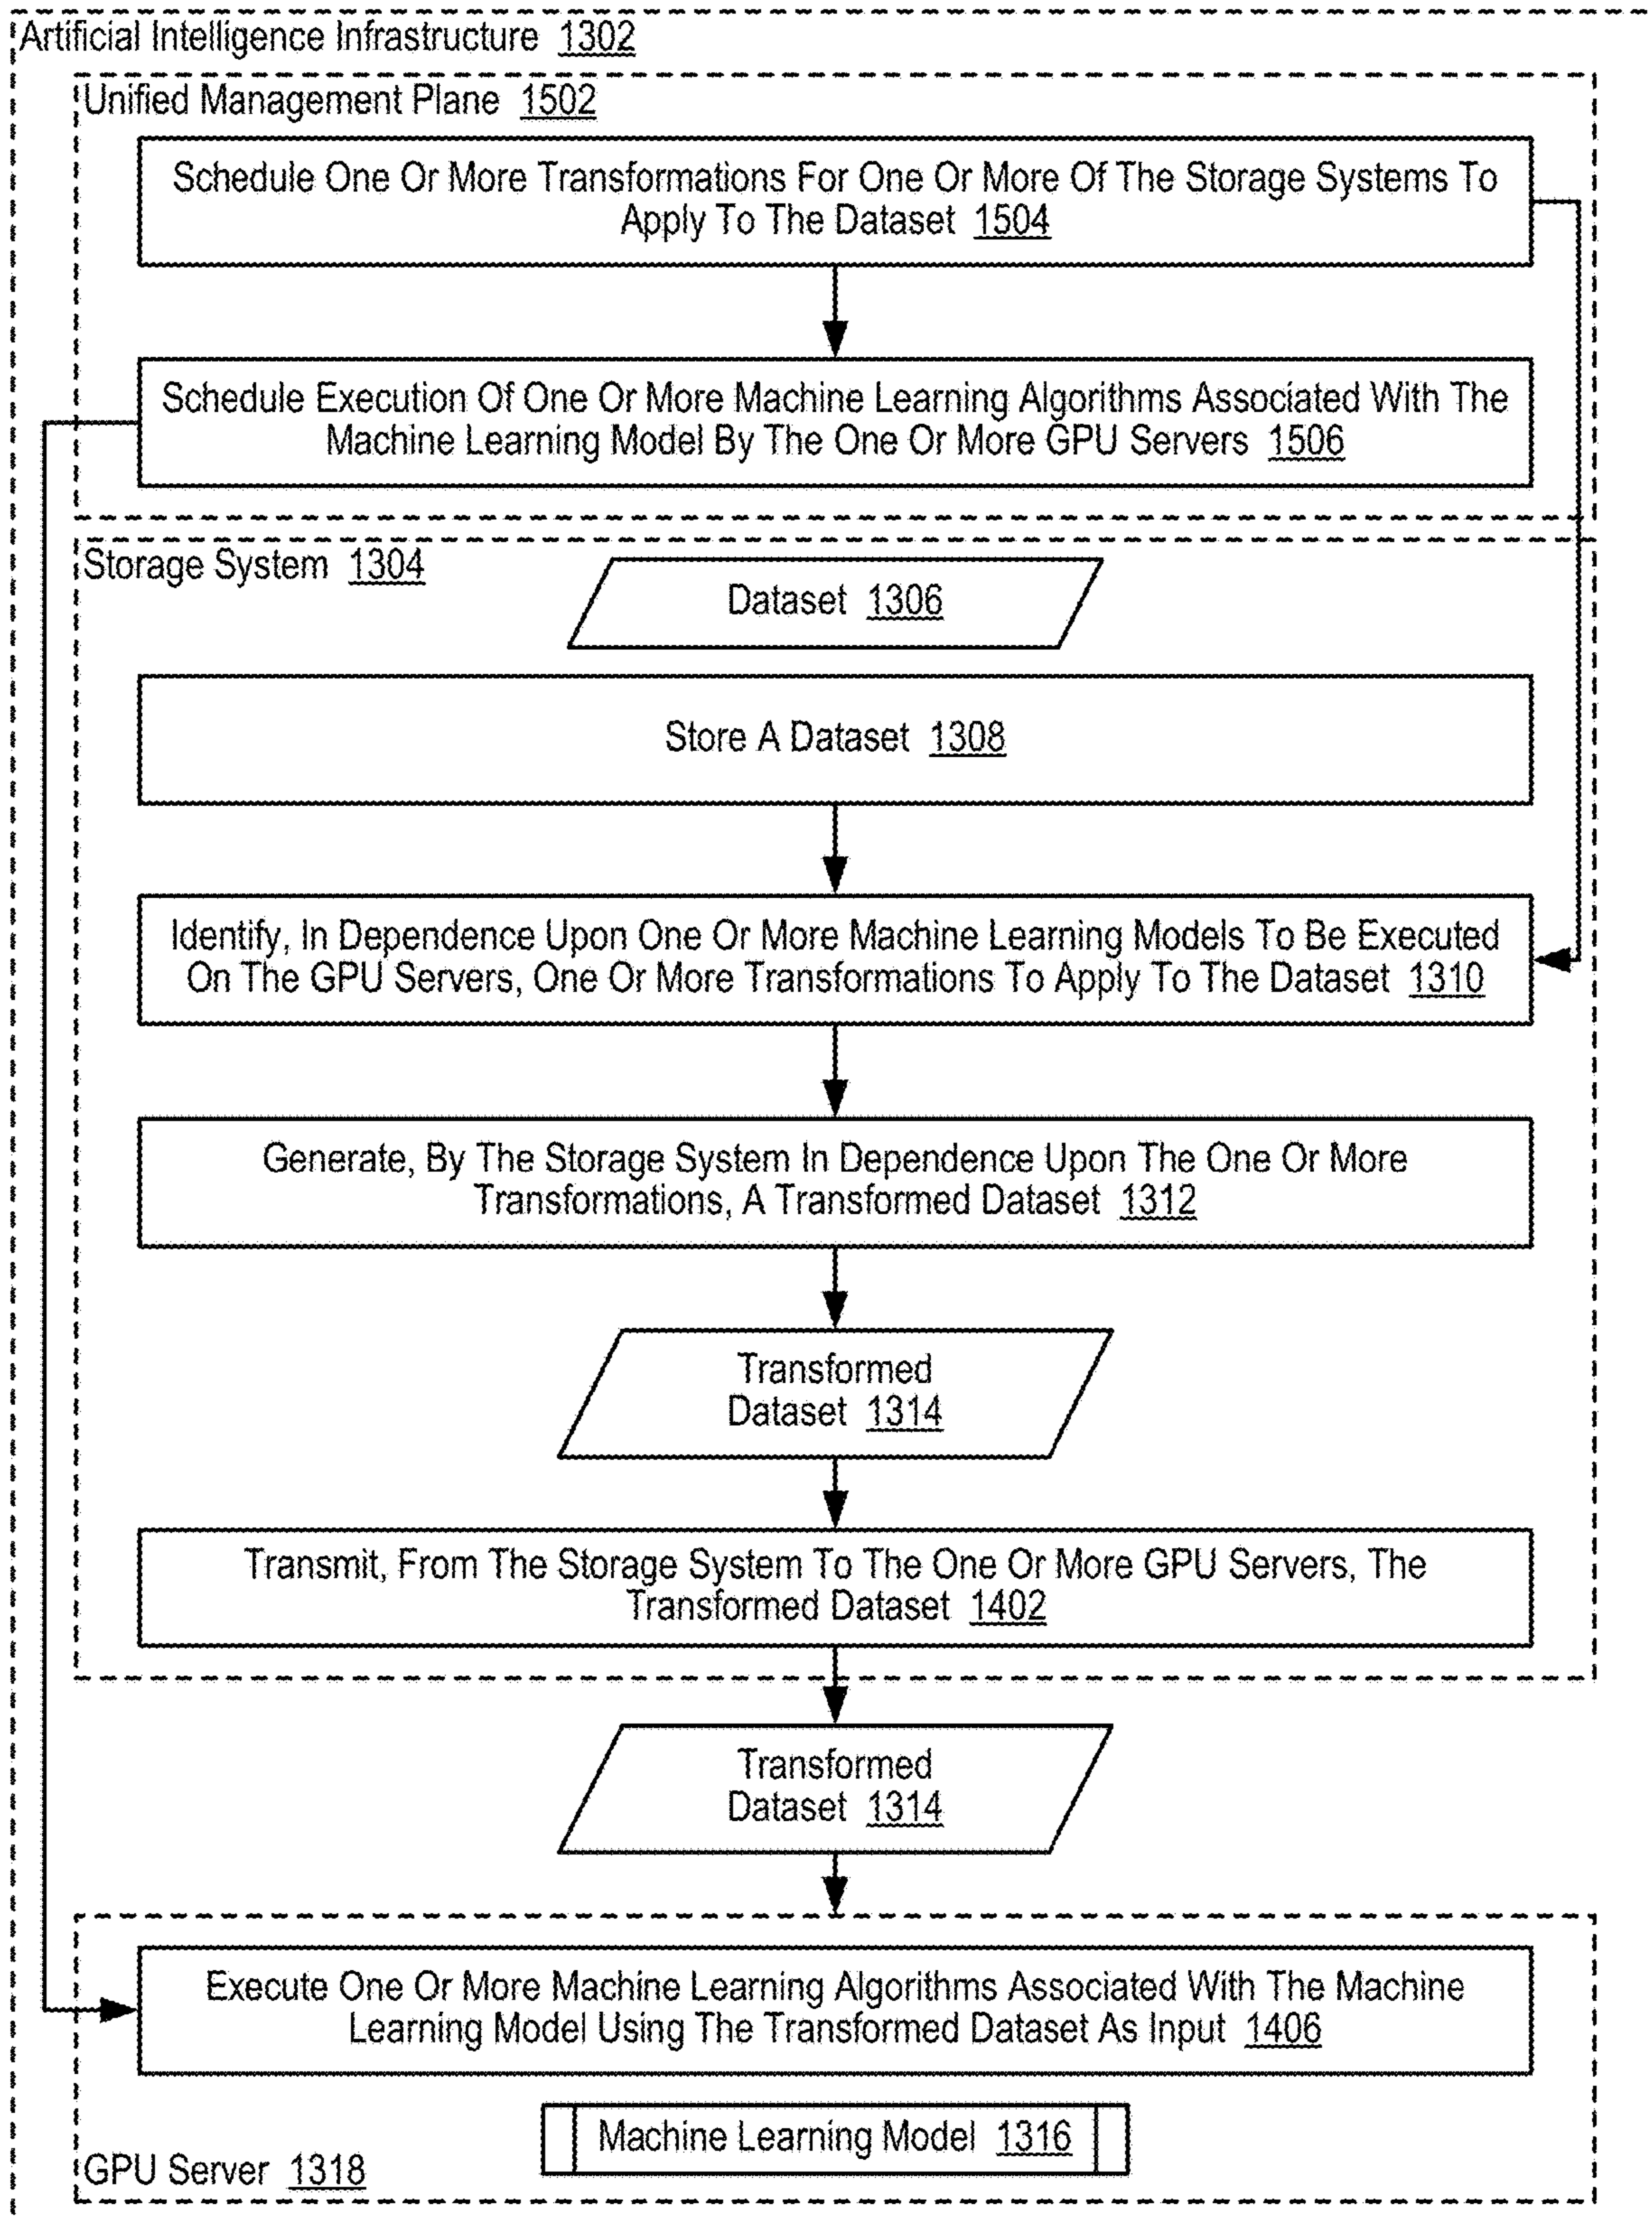 Artificial Intelligence Infrastructure 1302
Unified Management Plane 1502
Schedule One Or More Transformations For One Or More Of The Storage Systems To
Apply To The Dataset 1504
Schedule Execution Of One Or More Machine Learning Algorithms Associated With The
Machine Learning Model By The One Or More GPU Servers 1506
Storage System 1304
Dataset 1306
Store A Dataset 1308
Identify, In Dependence Upon One Or More Machine Learning Models To Be Executed
On The GPU Servers, One Or More Transformations To Apply To The Dataset 1310
Generate, By The Storage System In Dependence Upon The One Or More
Transformations, A Transformed Dataset 1312
Transformed
Dataset 1314
Transmit, From The Storage System To The One Or More GPU Servers, The
Transformed Dataset 1402
Transformed
Dataset 1314
Execute One Or More Machine Learning Algorithms Associated With The Machine
Learning Model Using The Transformed Dataset As Input 1406
Machine Learning Model 1316
GPU Server 1318